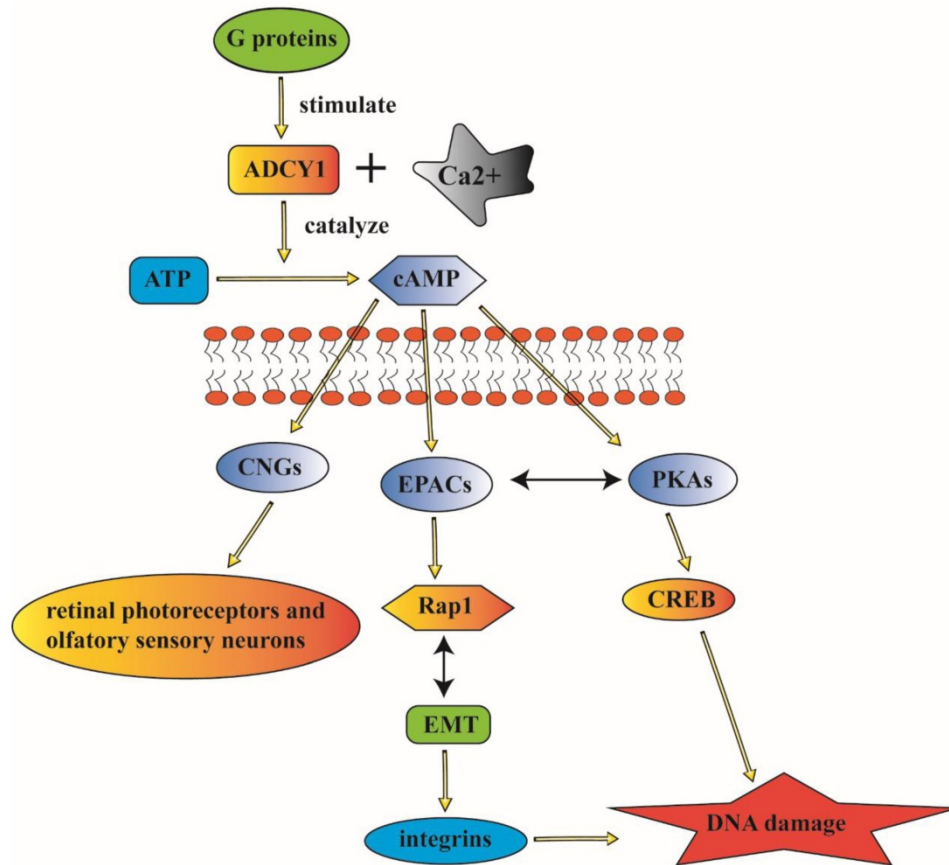 G proteins
stimulate
ADCY1
+
Ca2+
catalyze
ATP
cAMP
CNGs
EPACs
PKAs
retinal photoreceptors and
olfatory sensory neurons
Rap1
CREB
EMT
integrins
DNA damage